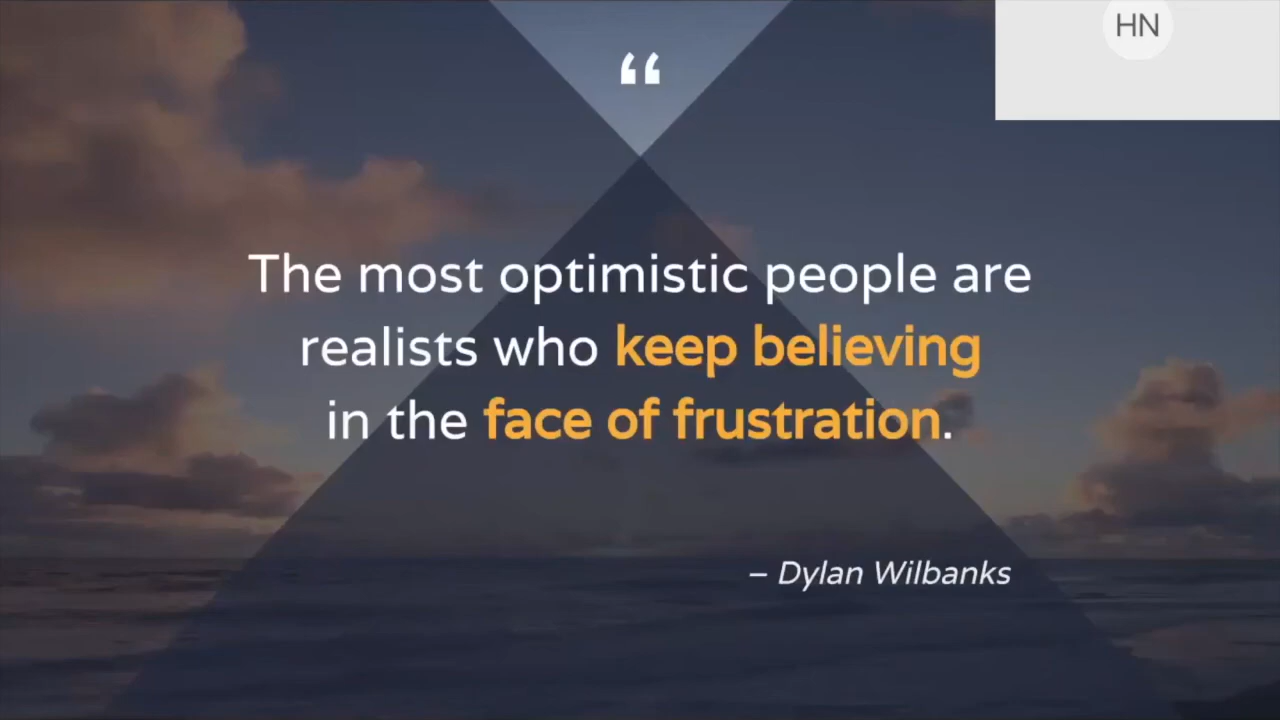 HN
“
The most optimistic people are
realists who keep believing
in the face of frustration.
– Dylan Wilbanks